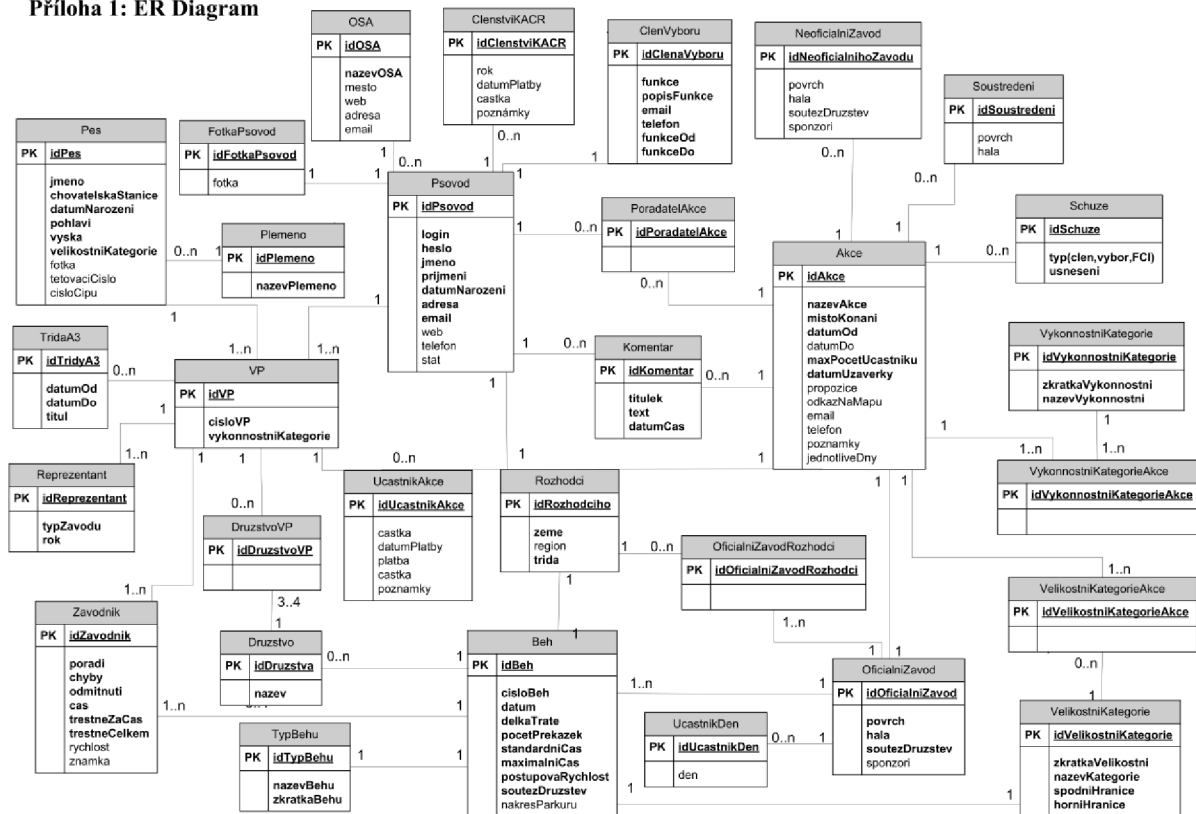 Příloha 1: ER Diagram
OSA
PK idOSA
nazevOSA
mesto
web
adresa
email
ClenstviKACR
PK idClenstviKACR
rok
datumPlatby
castka
poznámky
ClenVyboru
PK idClenaVyboru
funkce
popisFunkce
email
telefon
funkceOd
funkceDo
NeoficialniZavod
PK idNeoficialnihoZavodu
povrch
hala
soutezDruzstev
sponzori
Soustredeni
PK idSoustredeni
povrch
hala
Pes
PK idPes
jmeno
chovatelskaStanice
datumNarozeni
pohlavi
vyska
velikostniKategorie
fotka
tetovaciCislo
cisloCipu
FotkaPsovod
PK idFotkaPsovod
fotka
Psovod
PK idPsovod
login
heslo
jmeno
prijmeni
datumNarozeni
adresa
email
web
telefon
stat
PoradatelAkce
PK idPoradatelAkce
Schuze
PK idSchuze
typ(clen,vybor,FCI)
usneseni
Plemeno
PK idPlemeno
nazevPlemeno
Akce
PK idAkce
nazevAkce
mistoKonani
datumOd
datumDo
maxPocetUcastniku
datumUzaverky
propozice
odkazNaMapu
email
telefon
poznamky
jednotliveDny
TridaA3
PK idTridyA3
datumOd
datumDo
titul
VP
PK idVP
cisloVP
vykonnostniKategorie
Komentar
PK idKomentar
titulek
text
datumCas
VykonnostniKategorie
PK idVykonnostniKategorie
zkratkaVykonnostni
nazevVykonnostni
Reprezentant
PK idReprezentant
typZavodu
rok
UcastnikAkce
PK idUcastnikAkce
castka
datumPlatby
platba
castka
poznamky
Rozhodci
PK idRozhodciho
zeme
region
trida
VykonnostniKategorieAkce
PK idVykonnostniKategorieAkce
DruzstvoVP
PK idDruzstvoVP
OficialniZavodRozhodci
PK idOficialniZavodRozhodci
VelikostniKategorieAkce
PK idVelikostniKategorieAkce
Zavodnik
PK idZavodnik
poradi
chyby
odmitnuti
cas
trestneZaCas
trestneCelkem
rychlost
znamka
Druzstvo
PK idDruzstva
nazev
Beh
PK idBeh
cisloBeh
datum
delkaTrate
pocetPrekazek
standardniCas
maximalniCas
postupovaRychlost
soutezDruzstev
nakresParkuru
OficialniZavod
PK idOficialniZavod
povrch
hala
soutezDruzstev
sponzori
TypBehu
PK idTypBehu
nazevBehu
zkratkaBehu
UcastnikDen
PK idUcastnikDen
den
VelikostniKategorie
PK idVelikostniKategorie
zkratkaVelikostni
nazevKategorie
spodniHranice
horniHranice